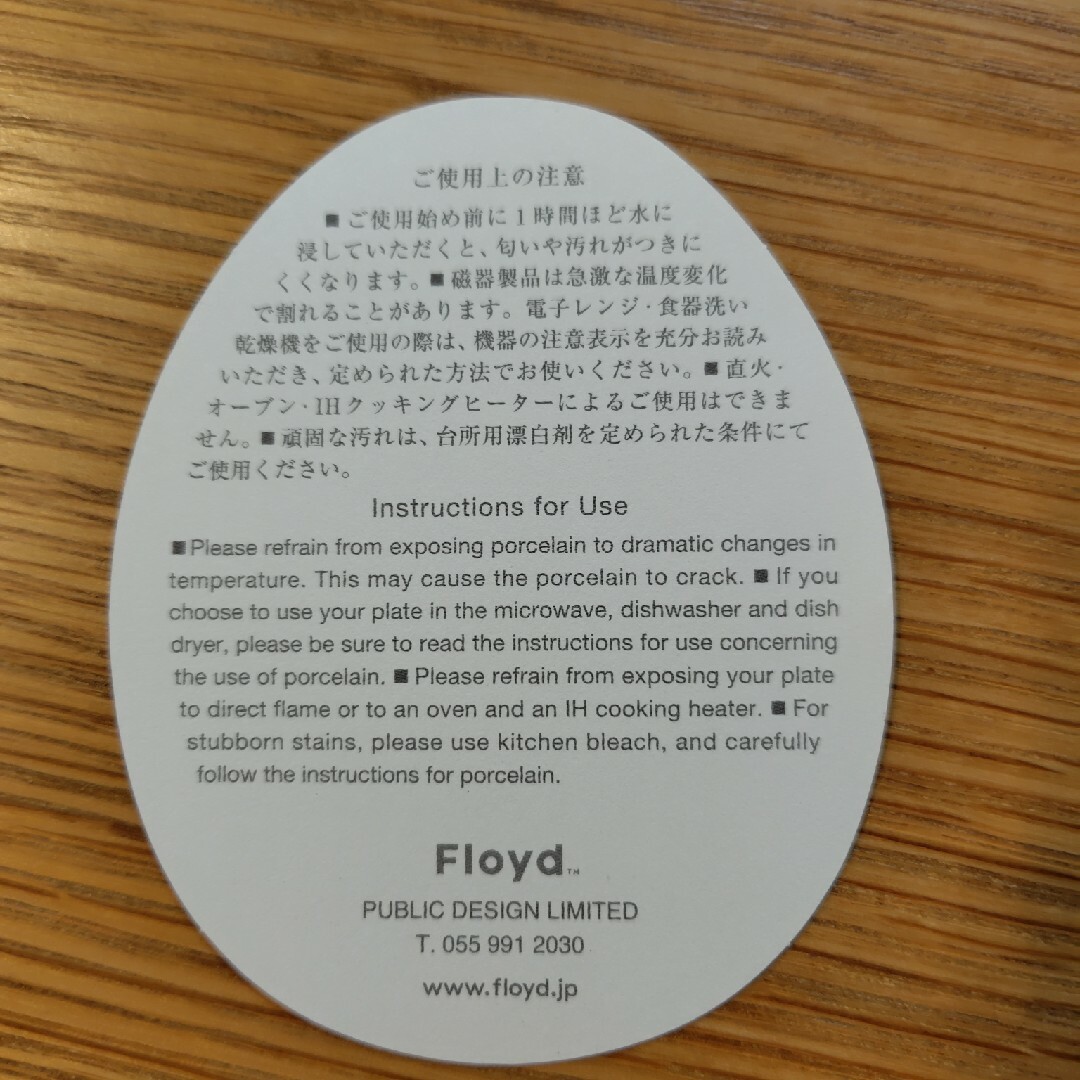 ご使用上の注意
■ご使用始め前に1時間ほど水に
浸していただくと、匂いや汚れがつきに
くくなります。■磁器製品は急激な温度変化
で割れることがあります。電子レンジ・食器洗い
乾燥機をご使用の際は、機器の注意表示を充分お読み
いただき、定められた方法でお使いください。■直火・
オーブン・IHクッキングヒーターによるご使用はできま
せん。■頑固な汚れは、台所用漂白剤を定められた条件にて
ご使用ください。
Instructions for Use
■Please refrain from exposing porcelain to dramatic changes in
temperature. This may cause the porcelain to crack. ■ If you
choose to use your plate in the microwave, dishwasher and dish
dryer, please be sure to read the instructions for use concerning
the use of porcelain. ■ Please refrain from exposing your plate
to direct flame or to an oven and an IH cooking heater. ■ For
stubborn stains, please use kitchen bleach, and carefully
follow the instructions for porcelain.
Floyd™
PUBLIC DESIGN LIMITED
T. 055 991 2030
www.floyd.jp